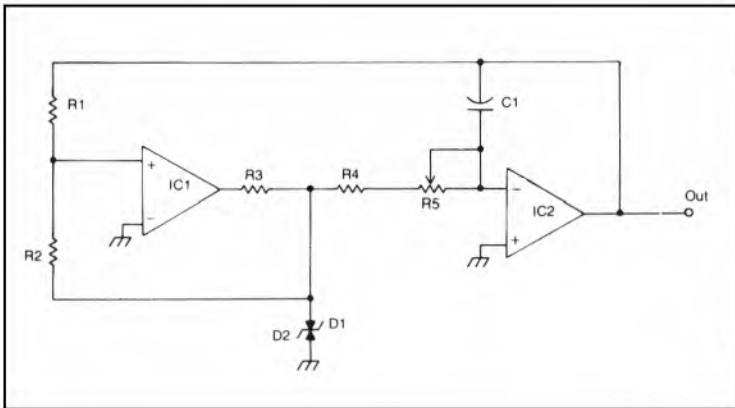 R1
C1
+
IC1
−
R3
R4
R5
−
IC2
+
Out
R2
D2
D1